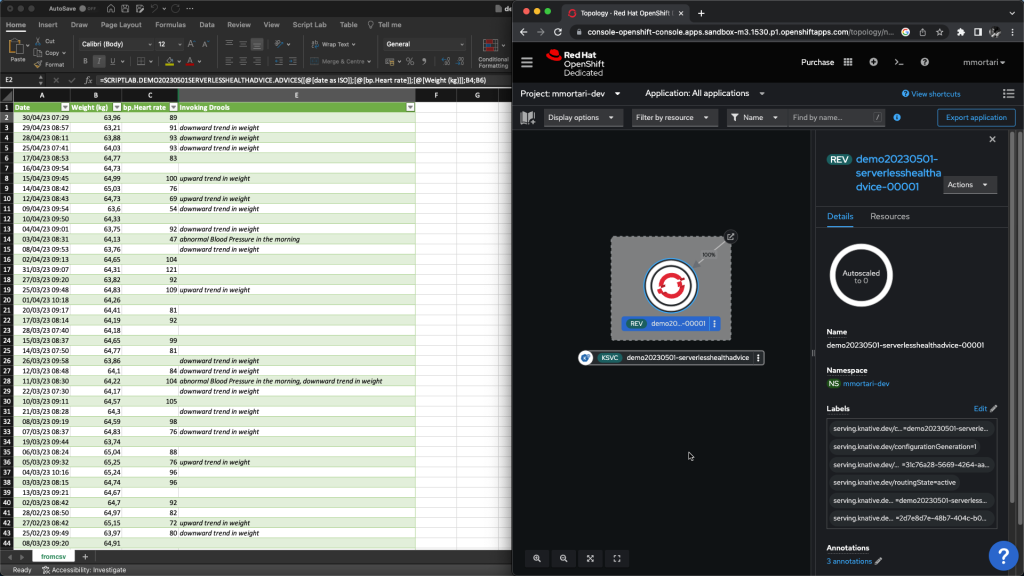 AutoSave OFF
Home Insert Draw Page Layout Formulas Data Review View Script Lab Table Tell me
Paste
Cut
Copy
Format
Calibri (Body) 12
Wrap Text
Merge & Center
General
Conditional
E2
=SCRIPTLAB.DEMO20230501SERVERLESSHEALTHADVICE.ADVICES([@[date as ISO]];[@[bp.Heart rate]];[@[Weight (kg)]];B4;B6)
A B C E F G
1 Date Weight (kg) bp.Heart rate Invoking Drools
2 30/04/23 07:29 63,96 89
3 29/04/23 08:57 63,21 91 downward trend in weight
4 28/04/23 08:11 63,88 93 downward trend in weight
5 25/04/23 07:41 64,03 93 downward trend in weight
6 17/04/23 08:53 64,77 83
7 16/04/23 09:54 64,73
8 15/04/23 09:45 64,99 100 upward trend in weight
9 14/04/23 08:42 65,03 76
10 12/04/23 08:43 64,73 69 upward trend in weight
11 09/04/23 09:54 63,6 54 downward trend in weight
12 10/04/23 09:50 64,33
13 04/04/23 09:01 63,75 92 downward trend in weight
14 03/04/23 08:31 64,13 47 abnormal Blood Pressure in the morning
15 08/04/23 09:53 63,76 downward trend in weight
16 02/04/23 09:13 64,65 104
17 31/03/23 09:07 64,31 121
18 27/03/23 09:20 63,82 92
19 25/03/23 09:48 64,83 109 upward trend in weight
20 01/04/23 10:18 64,26
21 20/03/23 09:17 64,41 81
22 17/03/23 08:14 64,19 92
23 28/03/23 07:40 64,18
24 15/03/23 08:37 64,65 99
25 14/03/23 07:50 64,77 81
26 26/03/23 09:58 63,86 downward trend in weight
27 12/03/23 08:48 64,1 84 downward trend in weight
28 11/03/23 08:30 64,22 104 abnormal Blood Pressure in the morning, downward trend in weight
29 22/03/23 07:30 64,17 downward trend in weight
30 10/03/23 09:11 64,57 105
31 21/03/23 08:28 64,3 downward trend in weight
32 08/03/23 09:19 64,59 98
33 07/03/23 08:37 64,83 76 downward trend in weight
34 19/03/23 09:44 63,74
35 06/03/23 08:24 65,04 88
36 05/03/23 09:32 65,25 76 upward trend in weight
37 04/03/23 10:16 65,24 96
38 03/03/23 08:15 64,74 96
39 13/03/23 09:21 64,67
40 02/03/23 08:42 64,7 92
41 28/02/23 08:50 64,97 82
42 27/02/23 08:42 65,15 72 upward trend in weight
43 25/02/23 09:49 63,97 80 downward trend in weight
44 08/03/23 09:20 64,91
fromcsv
Ready Accessibility: Investigate
Topology · Red Hat OpenShift
console-openshift-console.apps.sandbox-m3.1530.p1.openshiftapps.com/topology/n...
Red Hat
OpenShift
Dedicated
Purchase
mmortari
Project: mmortari-dev Application: All applications View shortcuts
Display options Filter by resource Name Find by name... / Export application
100%
REV demo20...-00001
KSVC demo20230501-serverlesshealthadvice
REV demo20230501-
serverlesshealtha
dvice-00001
Actions
Details Resources
Autoscaled
to 0
Name
demo20230501-serverlesshealthadvice-00001
Namespace
NS mmortari-dev
Labels Edit
serving.knative.dev/c... =demo20230501-serverle...
serving.knative.dev/configurationGeneration=1
serving.knative.dev/... =31c76a28-5669-4264-aa...
serving.knative.dev/routingState=active
serving.knative.de... =demo20230501-serverless...
serving.knative.de... =2d7e8d7e-48b7-404c-b0...
Annotations
3 annotations
?